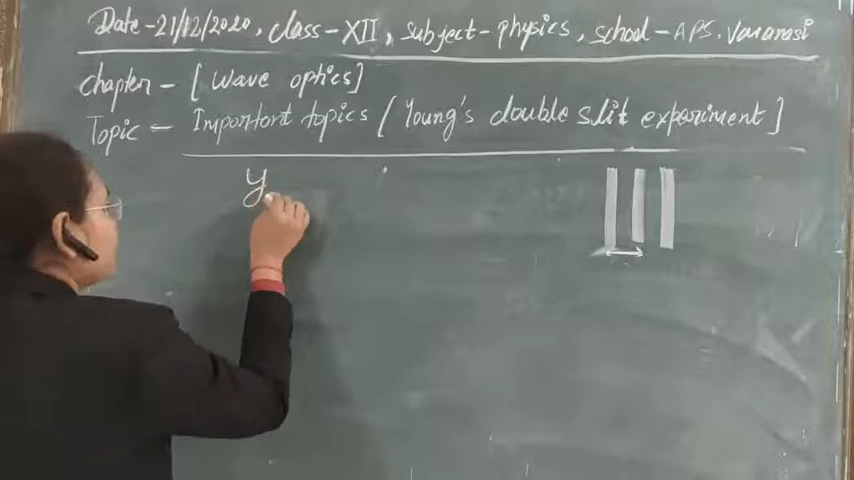 Date-21/12/2020, class-XII, subject-physics, school-APS. Varanasi
chapter - [ wave optics ]
Topic - Important topics [ Young's double slit experiment ]
y